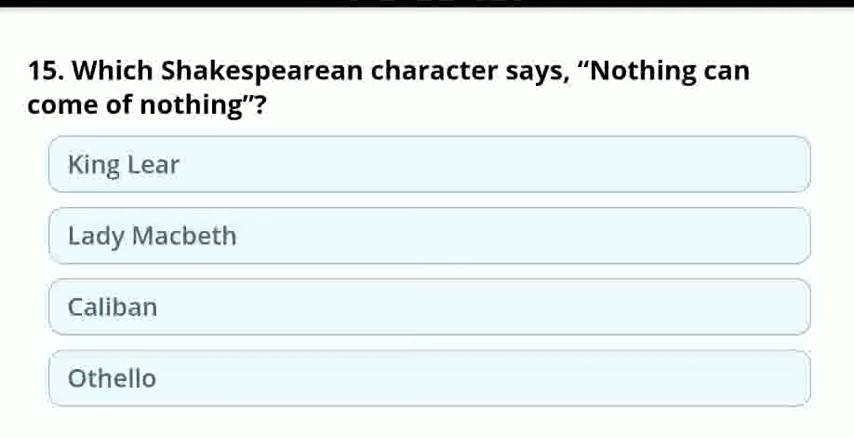 15. Which Shakespearean character says, “Nothing can
come of nothing”?
King Lear
Lady Macbeth
Caliban
Othello